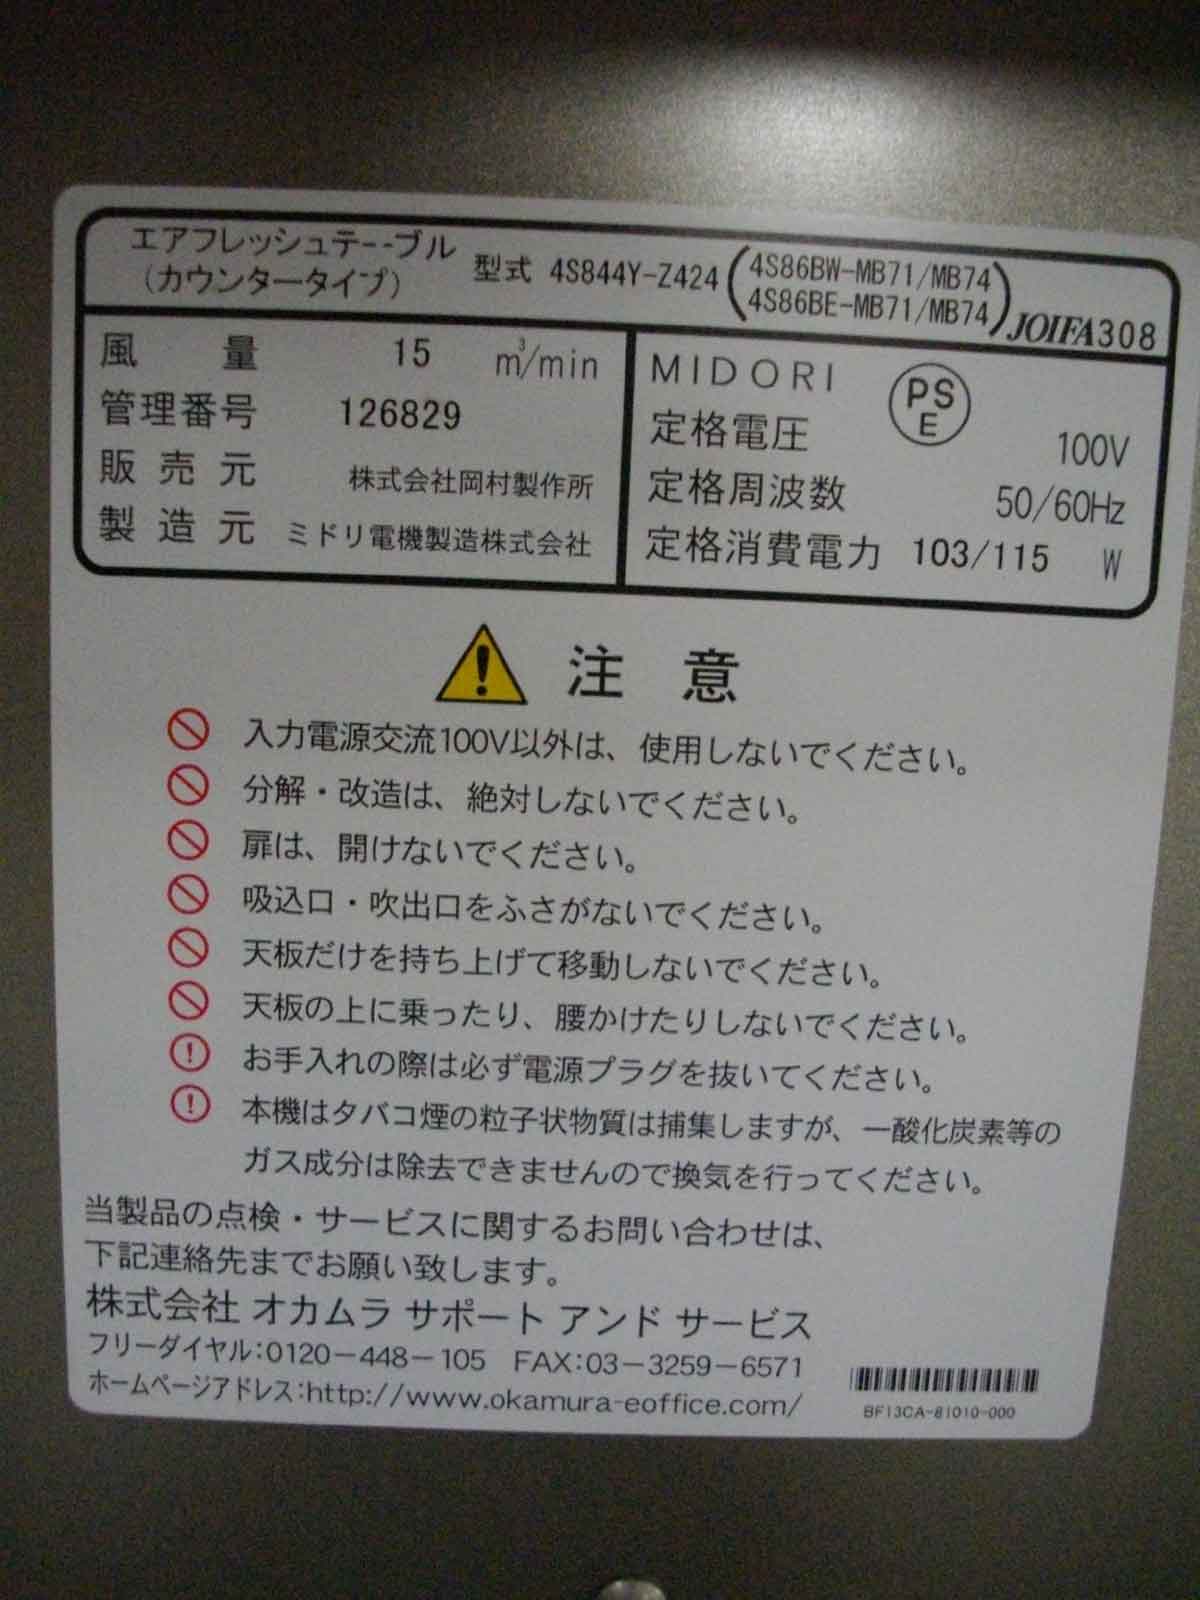 エアフレッシュテーブル
(カウンタータイプ)
型式 4S844Y-Z424 (4S86BW-MB71/MB74
4S86BE-MB71/MB74)
JOIFA308
風量 15 m³/min
管理番号 126829
販売元 株式会社岡村製作所
製造元 ミドリ電機製造株式会社
MIDORI PSE
定格電圧 100V
定格周波数 50/60Hz
定格消費電力 103/115 W
注意
入力電源交流100V以外は、使用しないでください。
分解・改造は、絶対しないでください。
扉は、開けないでください。
吸込口・吹出口をふさがないでください。
天板だけを持ち上げて移動しないでください。
天板の上に乗ったり、腰かけたりしないでください。
お手入れの際は必ず電源プラグを抜いてください。
本機はタバコ煙の粒子状物質は捕集しますが、一酸化炭素等の
ガス成分は除去できませんので換気を行ってください。
当製品の点検・サービスに関するお問い合わせは、
下記連絡先までお願い致します。
株式会社 オカムラ サポート アンド サービス
フリーダイヤル:0120-448-105 FAX:03-3259-6571
ホームページアドレス:http://www.okamura-eoffice.com/
BF13CA-81010-000